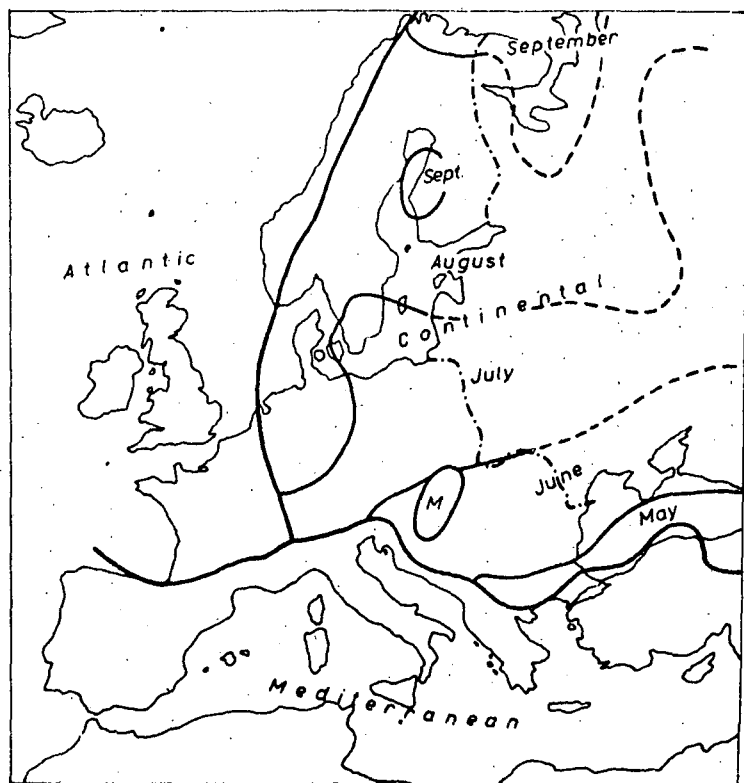 September
Sept.
Atlantic
August
Continental
July
M
June
May
Mediterranean